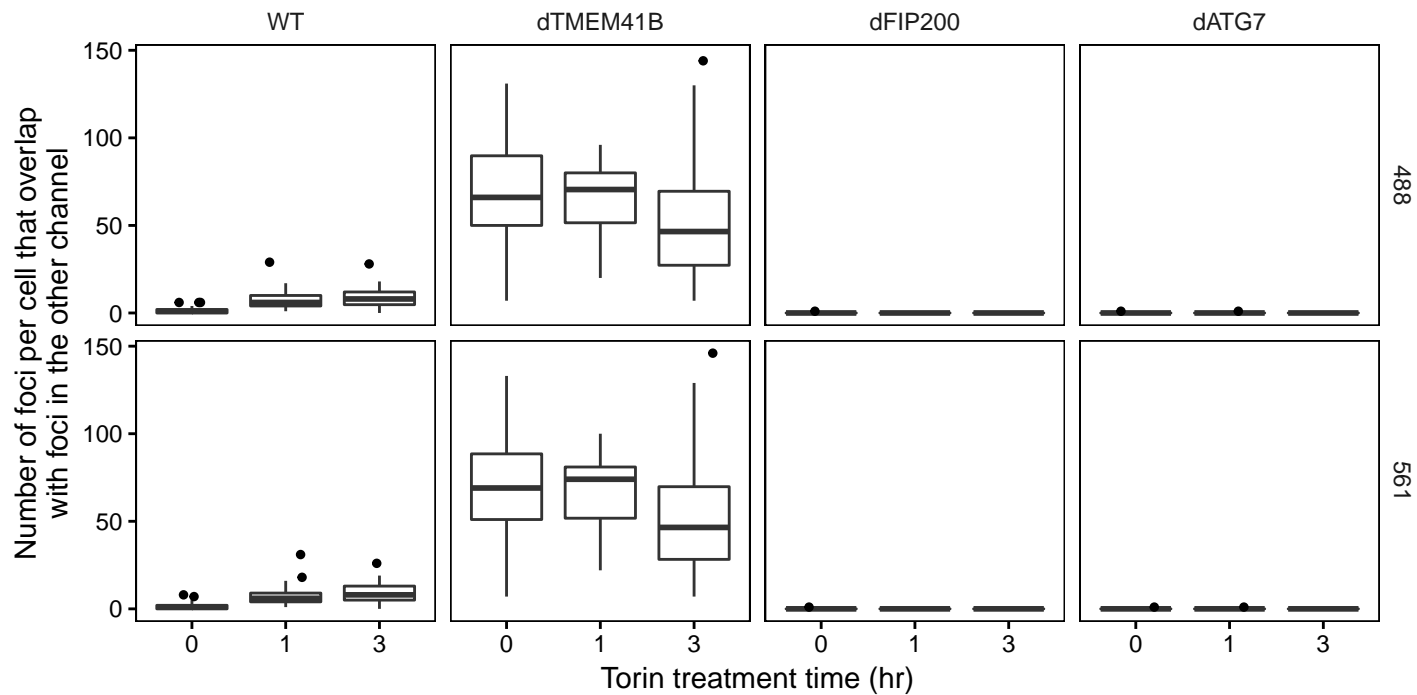 WT dTMEM41B dFIP200 dATG7
Number of foci per cell that overlap
with foci in the other channel
150
100
50
0
488
150
100
50
0
561
0 1 3 0 1 3 0 1 3 0 1 3
Torin treatment time (hr)